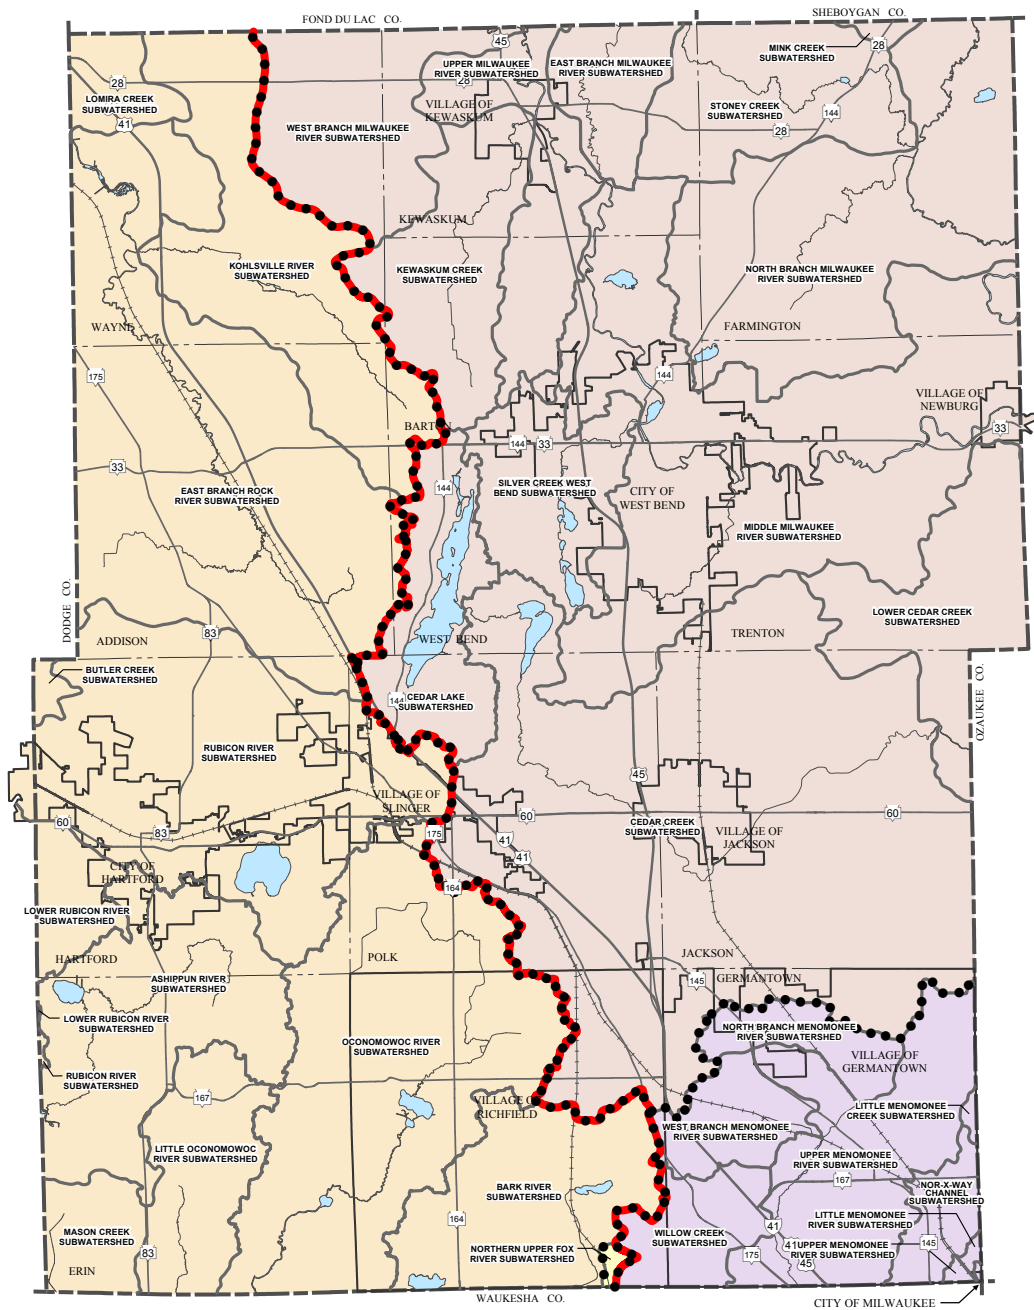 FOND DU LAC CO.
SHEBOYGAN CO.
45
MINK CREEK
SUBWATERSHED
28
UPPER MILWAUKEE
RIVER SUBWATERSHED
EAST BRANCH MILWAUKEE
RIVER SUBWATERSHED
28
28
LOMIRA CREEK
SUBWATERSHED
VILLAGE OF
KEWASKUM
STONEY CREEK
SUBWATERSHED
144
41
WEST BRANCH MILWAUKEE
RIVER SUBWATERSHED
28
KEWASKUM
KOHLSVILLE RIVER
SUBWATERSHED
KEWASKUM CREEK
SUBWATERSHED
NORTH BRANCH MILWAUKEE
RIVER SUBWATERSHED
WAYNE
FARMINGTON
175
144
VILLAGE OF
NEWBURG
BARTON
33
144
33
33
144
EAST BRANCH ROCK
RIVER SUBWATERSHED
SILVER CREEK WEST
BEND SUBWATERSHED
CITY OF
WEST BEND
MIDDLE MILWAUKEE
RIVER SUBWATERSHED
DODGE CO.
LOWER CEDAR CREEK
SUBWATERSHED
83
ADDISON
WEST BEND
TRENTON
BUTLER CREEK
SUBWATERSHED
OZAUKEE CO.
144
CEDAR LAKE
SUBWATERSHED
RUBICON RIVER
SUBWATERSHED
45
VILLAGE OF
SLINGER
60
83
175
60
60
CEDAR CREEK
SUBWATERSHED
VILLAGE OF
JACKSON
41
41
CITY OF
HARTFORD
164
LOWER RUBICON RIVER
SUBWATERSHED
HARTFORD
POLK
JACKSON
ASHIPPUN RIVER
SUBWATERSHED
145
GERMANTOWN
LOWER RUBICON RIVER
SUBWATERSHED
NORTH BRANCH MENOMONEE
RIVER SUBWATERSHED
OCONOMOWOC RIVER
SUBWATERSHED
VILLAGE OF
GERMANTOWN
RUBICON RIVER
SUBWATERSHED
167
VILLAGE OF
RICHFIELD
LITTLE MENOMONEE
CREEK SUBWATERSHED
WEST BRANCH MENOMONEE
RIVER SUBWATERSHED
LITTLE OCONOMOWOC
RIVER SUBWATERSHED
UPPER MENOMONEE
RIVER SUBWATERSHED
167
BARK RIVER
SUBWATERSHED
NOR-X-WAY
CHANNEL
SUBWATERSHED
164
LITTLE MENOMONEE
RIVER SUBWATERSHED
MASON CREEK
SUBWATERSHED
WILLOW CREEK
SUBWATERSHED
41
83
NORTHERN UPPER FOX
RIVER SUBWATERSHED
175
41
45
UPPER MENOMONEE
RIVER SUBWATERSHED
145
ERIN
WAUKESHA CO.
CITY OF MILWAUKEE